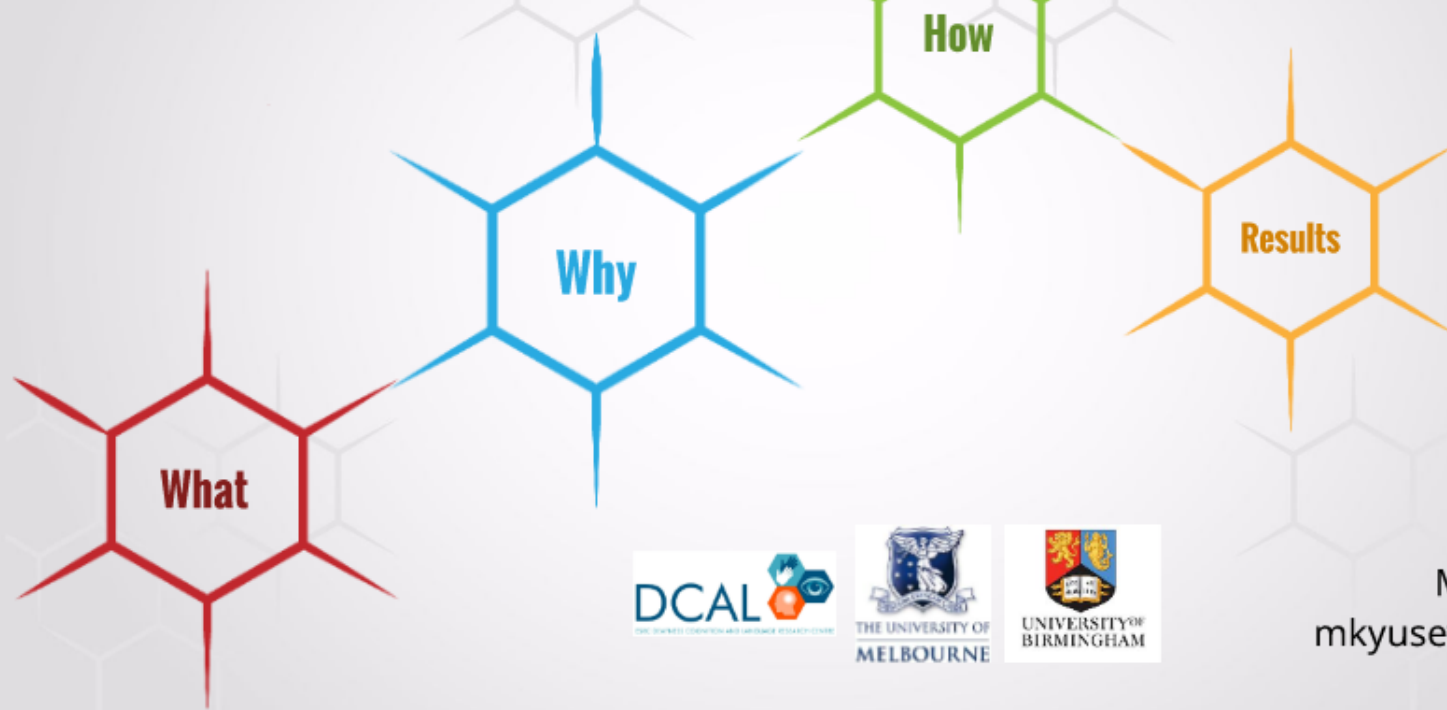 How
Why
Results
What
DCAL
THE UNIVERSITY OF
MELBOURNE
UNIVERSITY OF
BIRMINGHAM
M
mkyuse